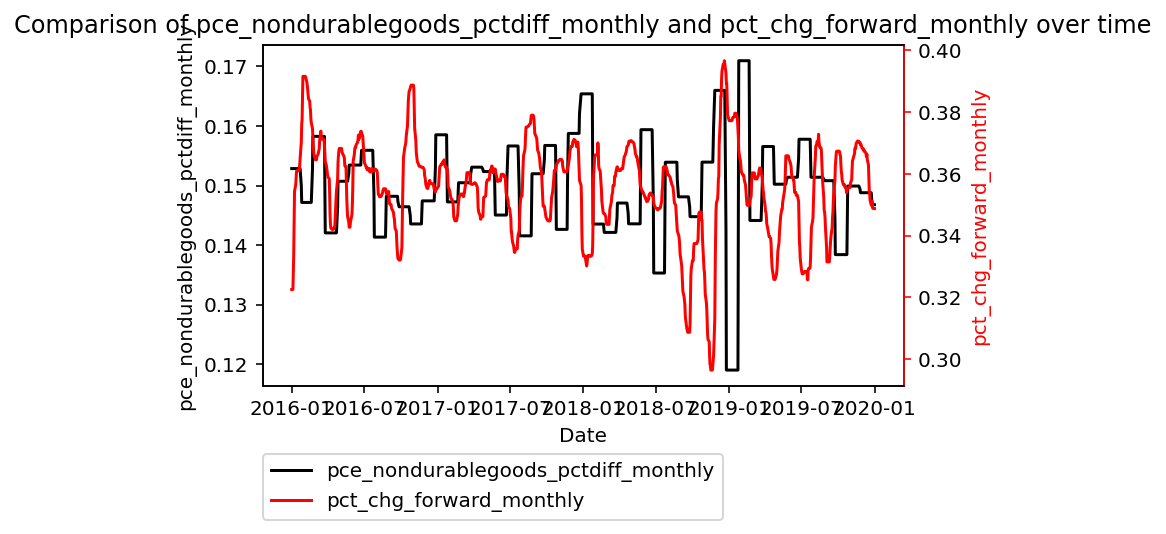 Comparison of pce_nondurablegoods_pctdiff_monthly and pct_chg_forward_monthly over time
pce_nondurablegoods_pctdiff_monthly
0.17
0.16
0.15
0.14
0.13
0.12
0.40
0.38
0.36
0.34
0.32
0.30
pct_chg_forward_monthly
2016-01 2016-07 2017-01 2017-07 2018-01 2018-07 2019-01 2019-07 2020-01
Date
pce_nondurablegoods_pctdiff_monthly
pct_chg_forward_monthly